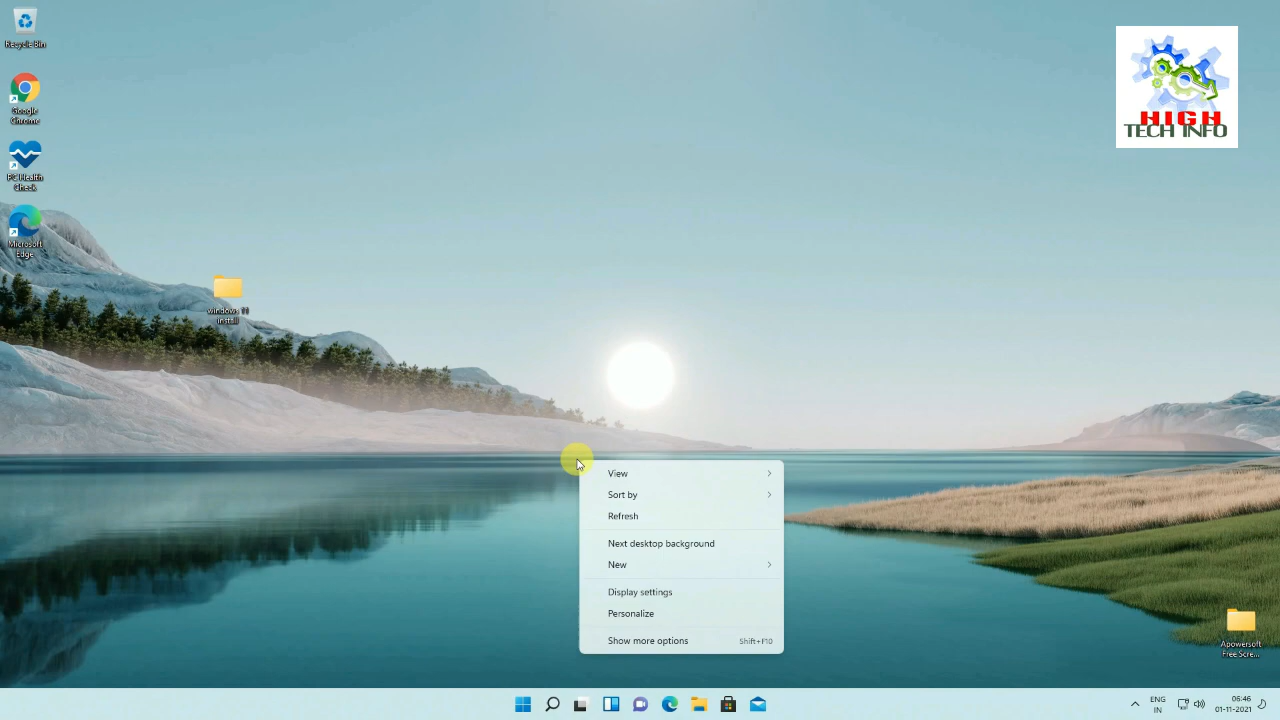 Recycle Bin
Google
Chrome
PC Health
Check
Microsoft
Edge
windows 11
install
HIGH
TECH INFO
View
Sort by
Refresh
Next desktop background
New
Display settings
Personalize
Show more options Shift+F10
Apowersoft
Free Scre...
ENG
IN
06:46
01-11-2021